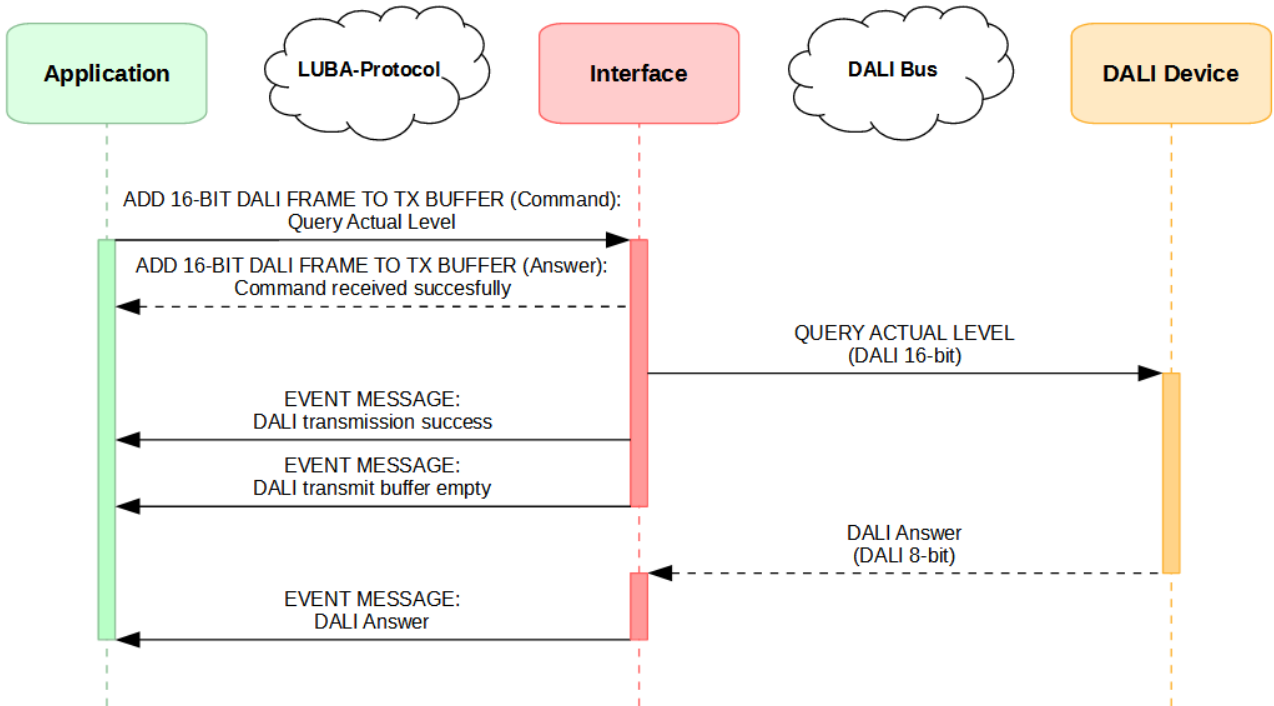 Application
LUBA-Protocol
Interface
DALI Bus
DALI Device
ADD 16-BIT DALI FRAME TO TX BUFFER (Command):
Query Actual Level
ADD 16-BIT DALI FRAME TO TX BUFFER (Answer):
Command received succesfully
QUERY ACTUAL LEVEL
(DALI 16-bit)
EVENT MESSAGE:
DALI transmission success
EVENT MESSAGE:
DALI transmit buffer empty
DALI Answer
(DALI 8-bit)
EVENT MESSAGE:
DALI Answer